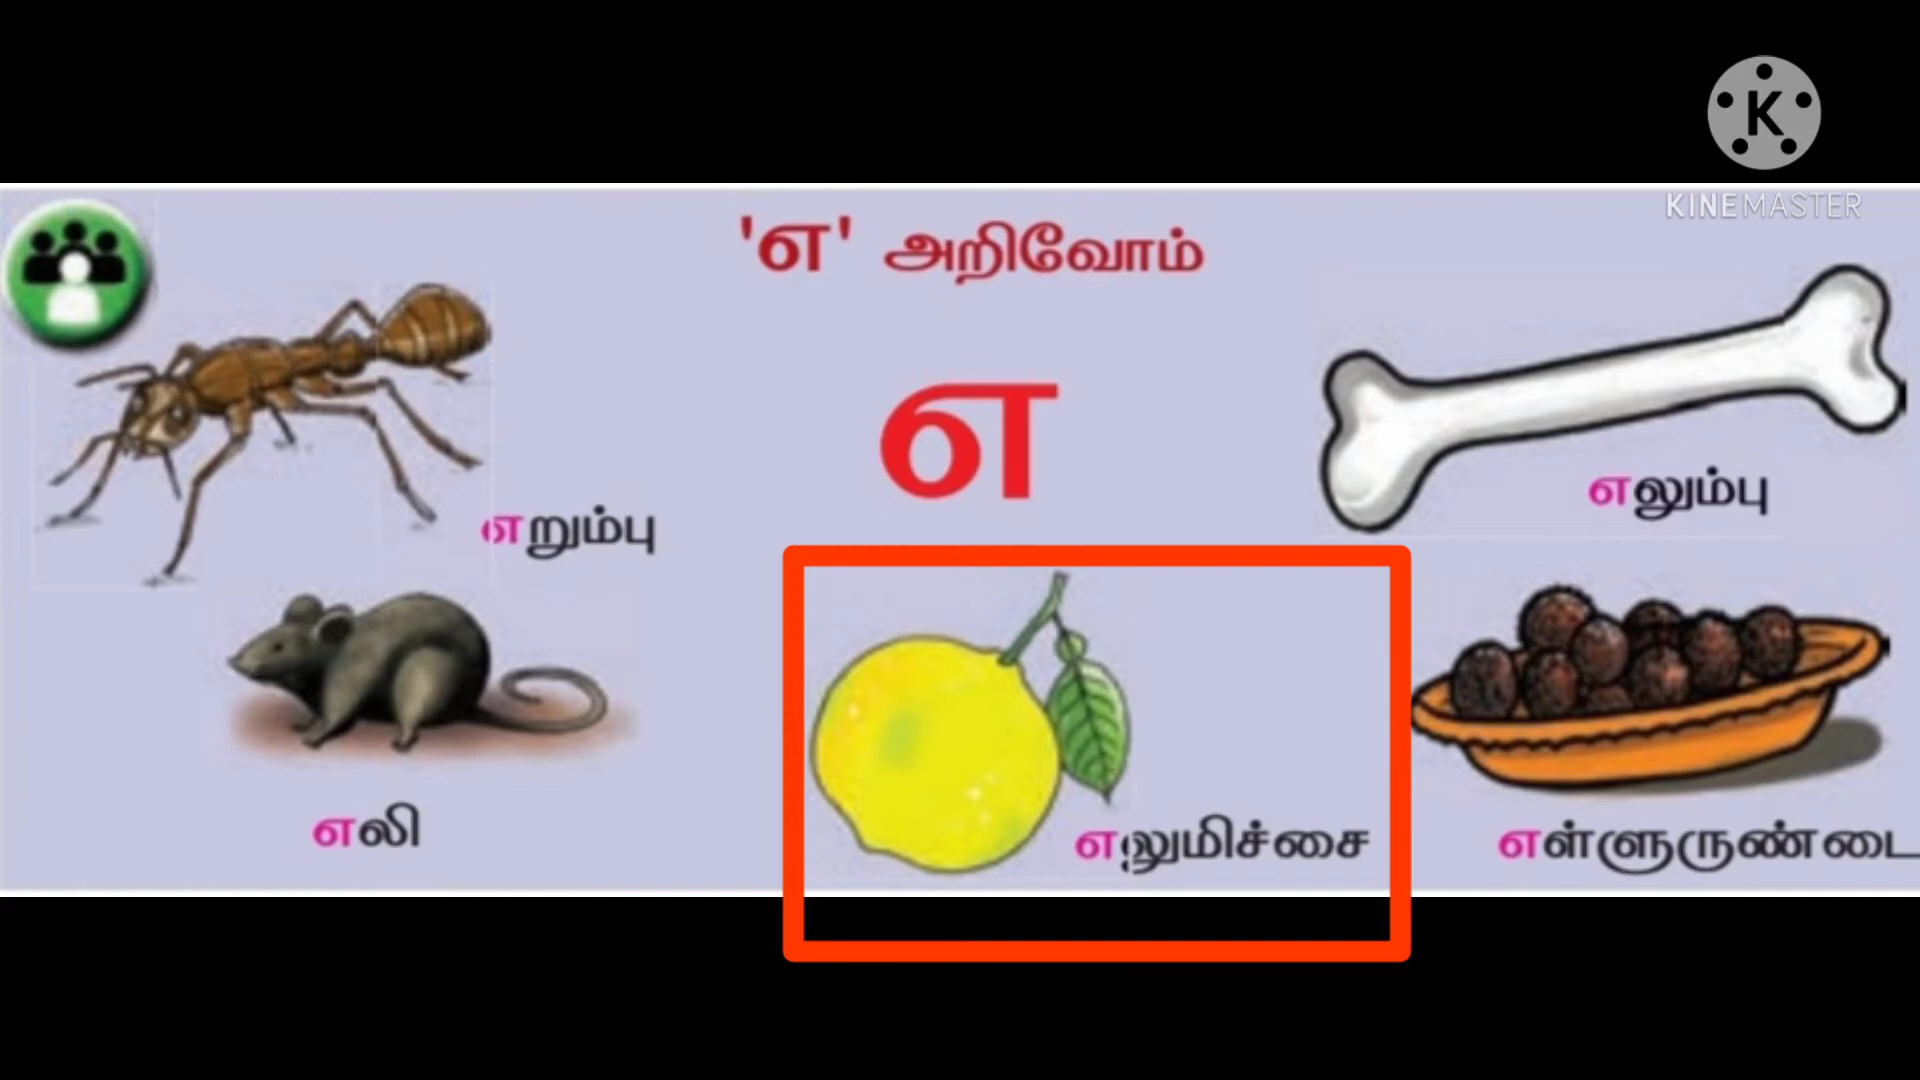 K
KINEMASTER
'எ' அறிவோம்
எ
எறும்பு
எலும்பு
எலி
எலுமிச்சை
எள்ளுருண்டை